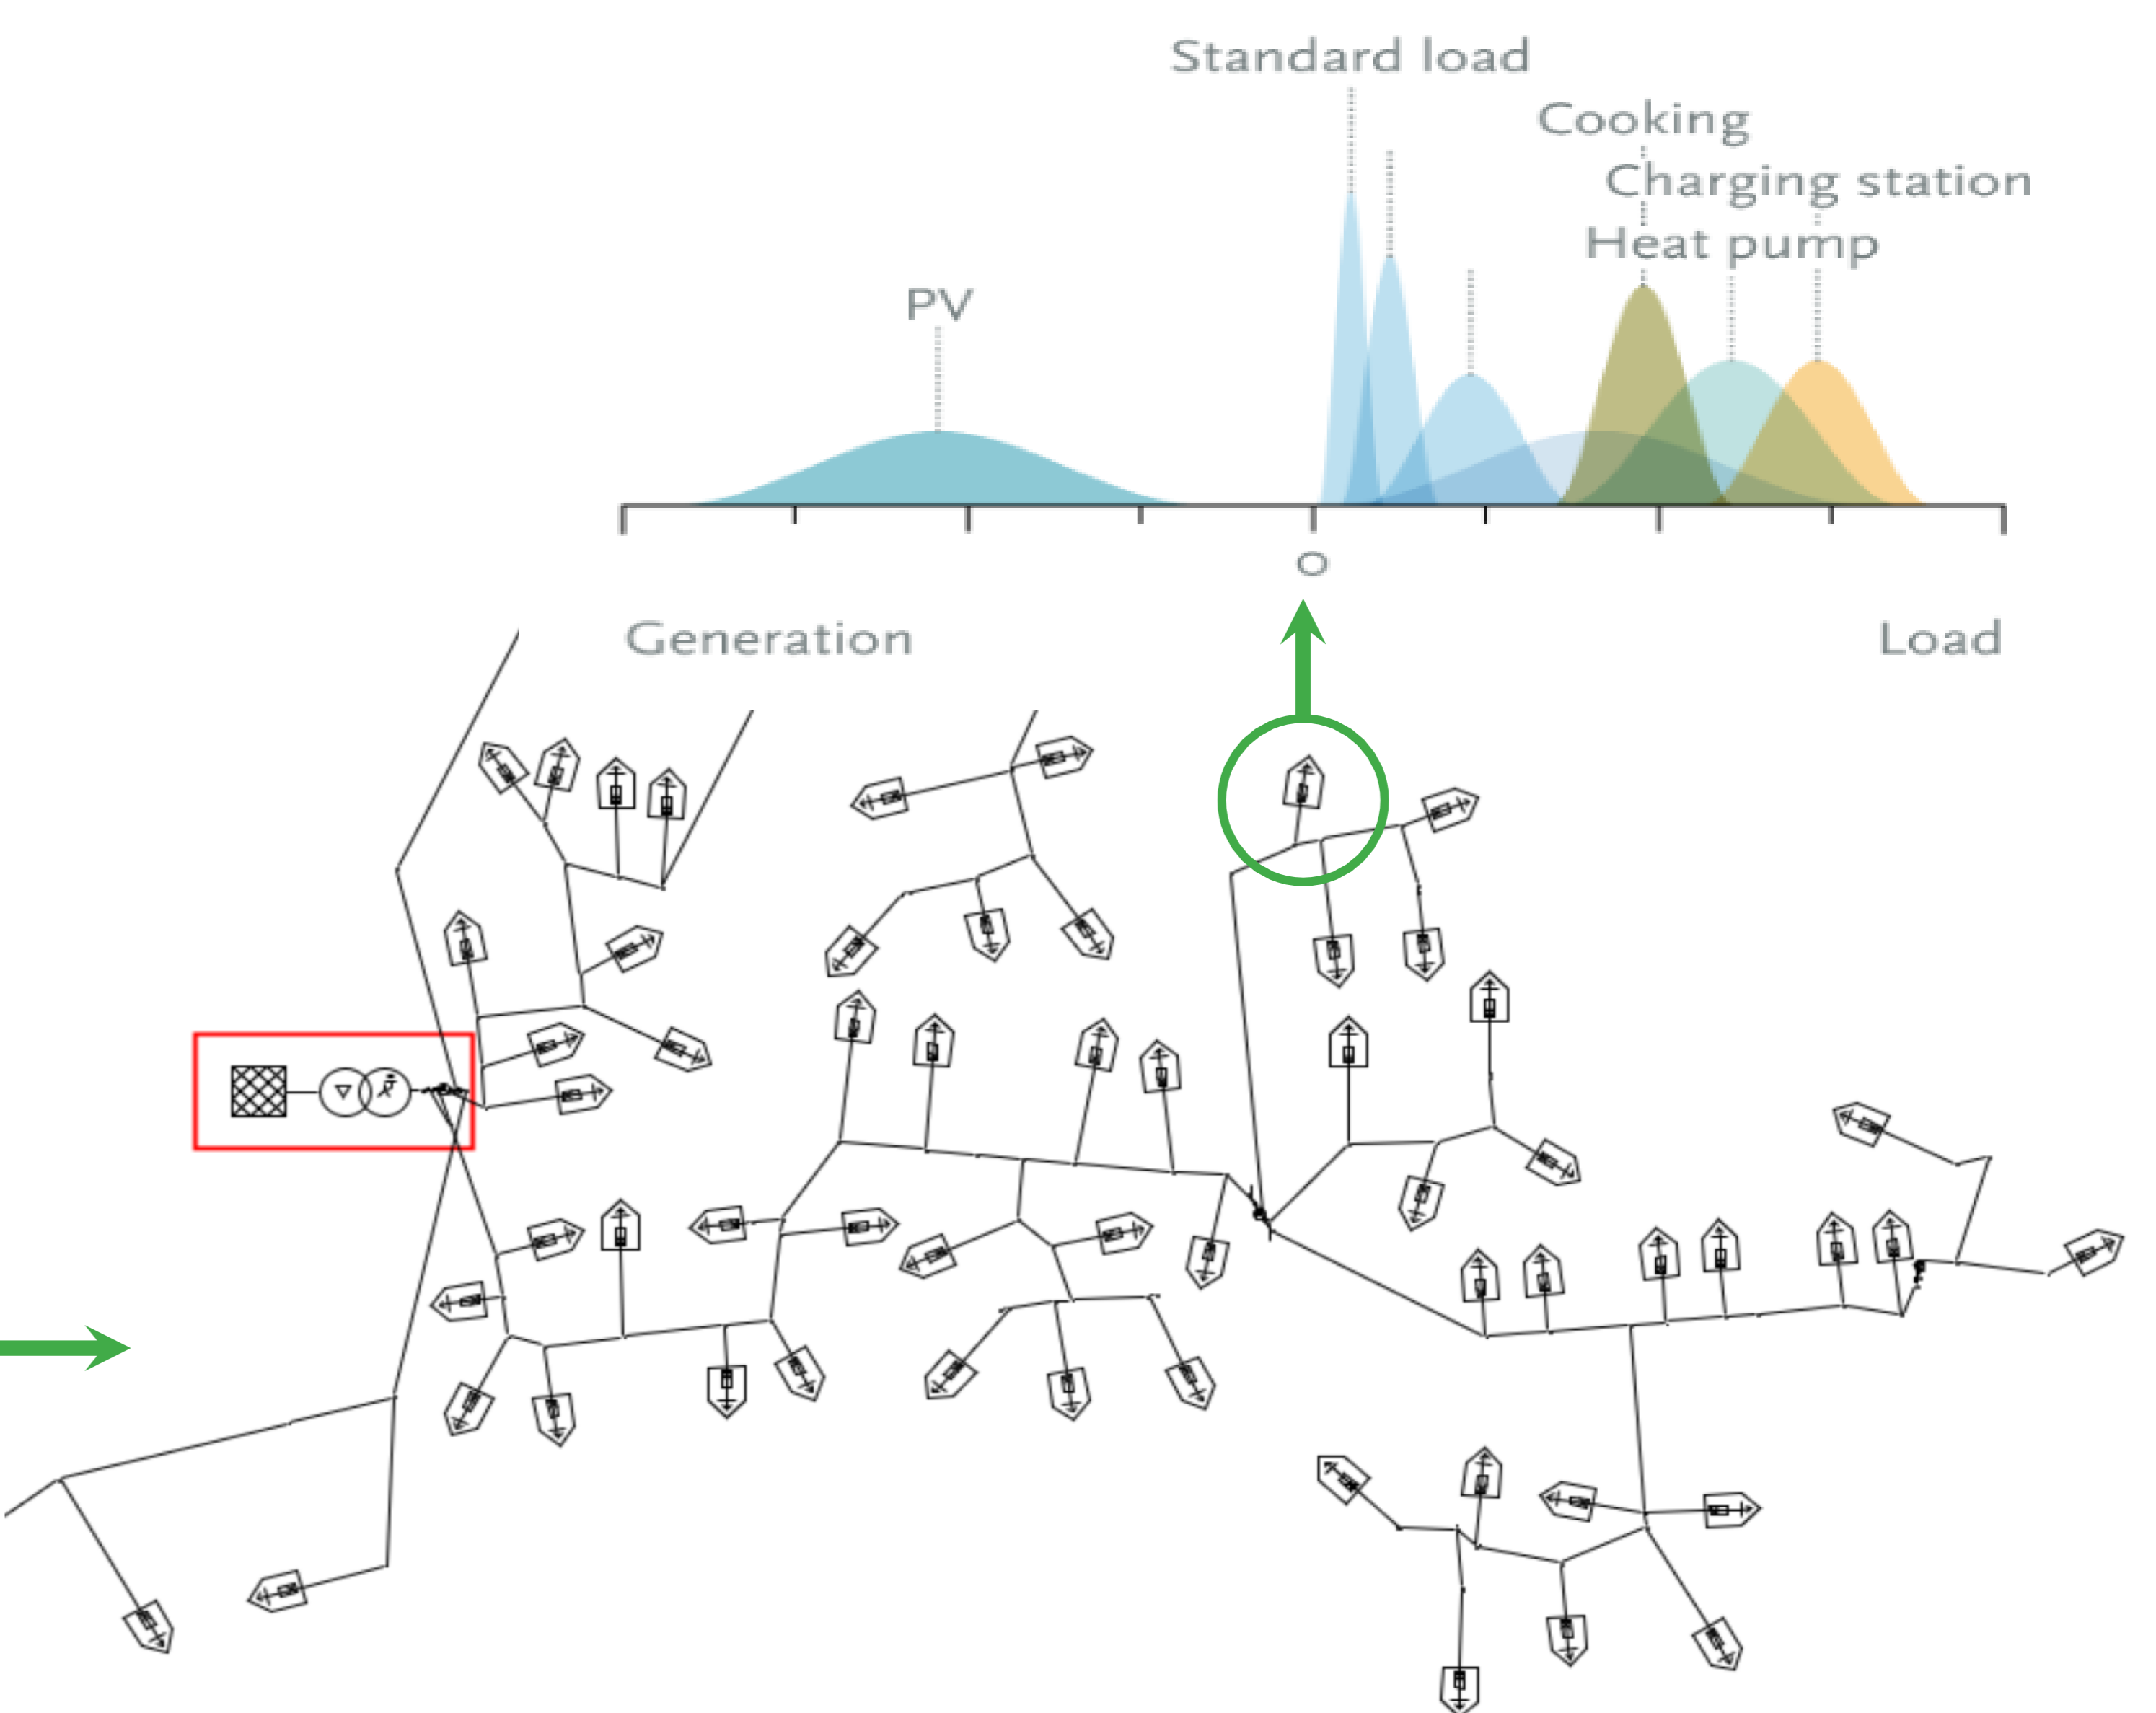 Standard load
Cooking
Charging station
Heat pump
PV
0
Generation
Load